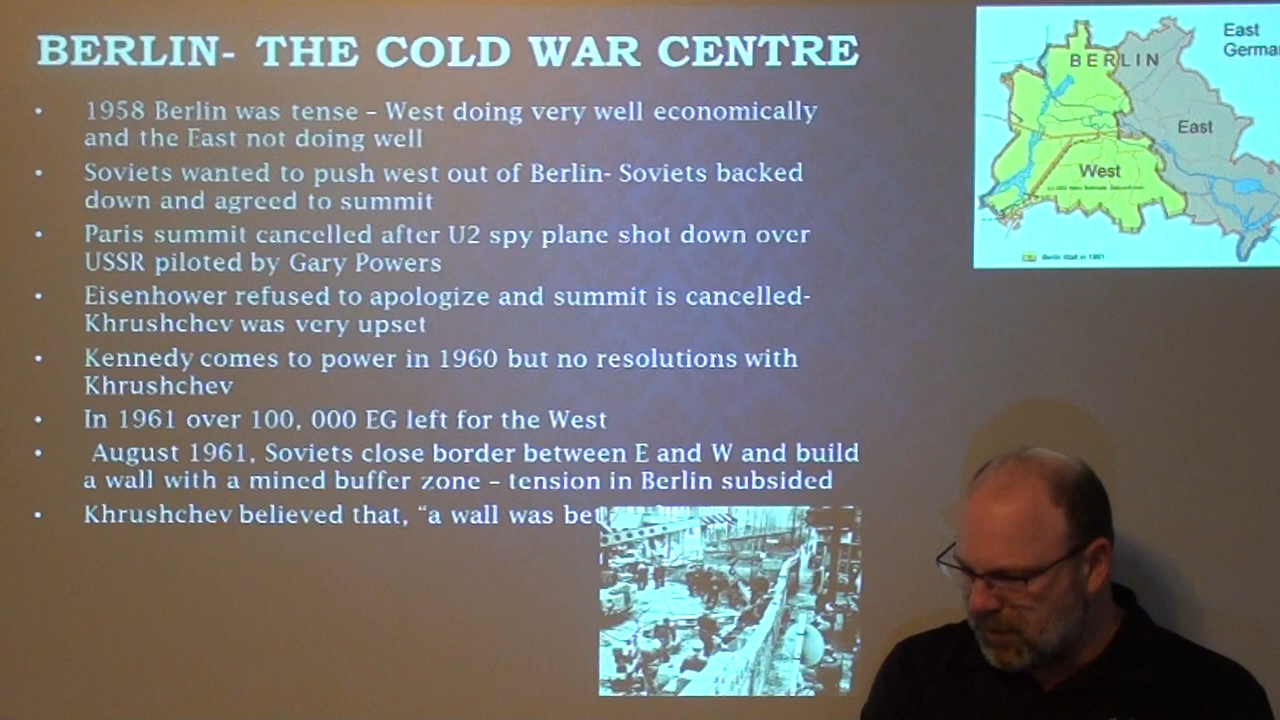 BERLIN- THE COLD WAR CENTRE
• 1958 Berlin was tense – West doing very well economically
and the East not doing well
• Soviets wanted to push west out of Berlin- Soviets backed
down and agreed to summit
• Paris summit cancelled after U2 spy plane shot down over
USSR piloted by Gary Powers
• Eisenhower refused to apologize and summit is cancelled-
Khrushchev was very upset
• Kennedy comes to power in 1960 but no resolutions with
Khrushchev
• In 1961 over 100, 000 EG left for the West
• August 1961, Soviets close border between E and W and build
a wall with a mined buffer zone – tension in Berlin subsided
• Khrushchev believed that, “a wall was bet
East
Germa
BERLIN
East
West
Berlin Wall in 1961